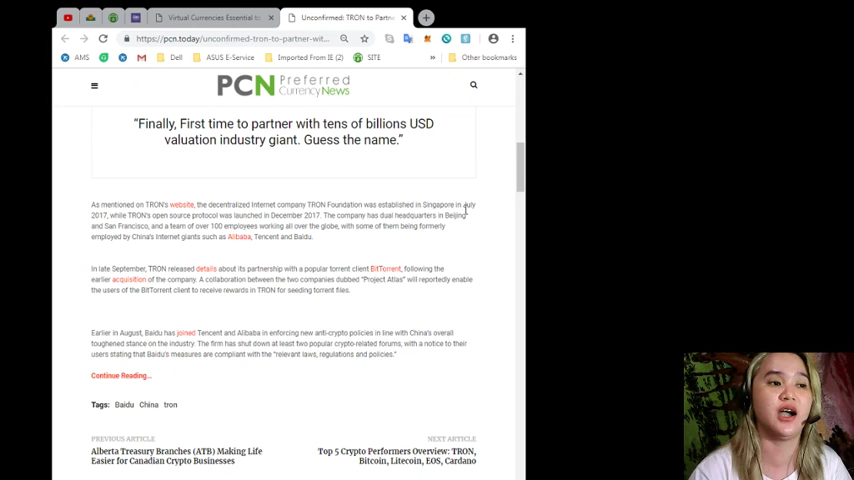 Virtual Currencies Essential to
Unconfirmed: TRON to Partn
https://pcn.today/unconfirmed-tron-to-partner-wit...
AMS
Dell
ASUS E-Service
Imported From IE (2)
SITE
Other bookmarks
PCN Preferred
CurrencyNews
“Finally, First time to partner with tens of billions USD
valuation industry giant. Guess the name.”
As mentioned on TRON's website, the decentralized Internet company TRON Foundation was established in Singapore in July
2017, while TRON's open source protocol was launched in December 2017. The company has dual headquarters in Beijing
and San Francisco, and a team of over 100 employees working all over the globe, with some of them being formerly
employed by China's Internet giants such as Alibaba, Tencent and Baidu.
In late September, TRON released details about its partnership with a popular torrent client BitTorrent, following the
earlier acquisition of the company. A collaboration between the two companies dubbed “Project Atlas” will reportedly enable
the users of the BitTorrent client to receive rewards in TRON for seeding torrent files.
Earlier in August, Baidu has joined Tencent and Alibaba in enforcing new anti-crypto policies in line with China's overall
toughened stance on the industry. The firm has shut down at least two popular crypto-related forums, with a notice to their
users stating that Baidu's measures are compliant with the “relevant laws, regulations and policies.”
Continue Reading...
Tags: Baidu China tron
PREVIOUS ARTICLE
Alberta Treasury Branches (ATB) Making Life
Easier for Canadian Crypto Businesses
NEXT ARTICLE
Top 5 Crypto Performers Overview: TRON,
Bitcoin, Litecoin, EOS, Cardano